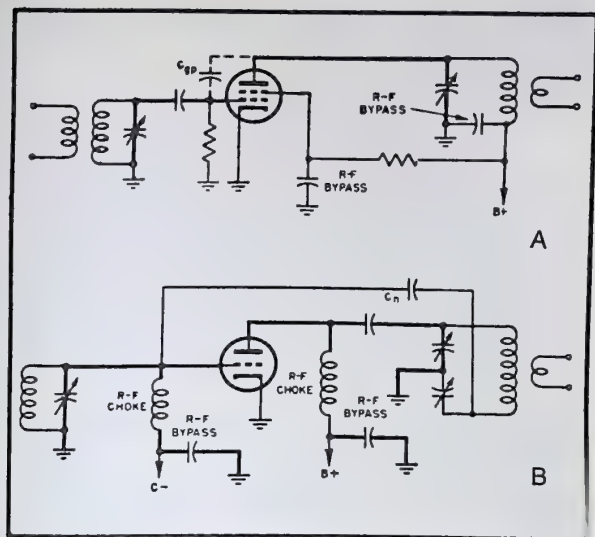 Cgp
R-F
BYPASS
R-F
BYPASS
B+
A
Cn
R-F
CHOKE
R-F
CHOKE
R-F
BYPASS
R-F
BYPASS
C-
B+
B